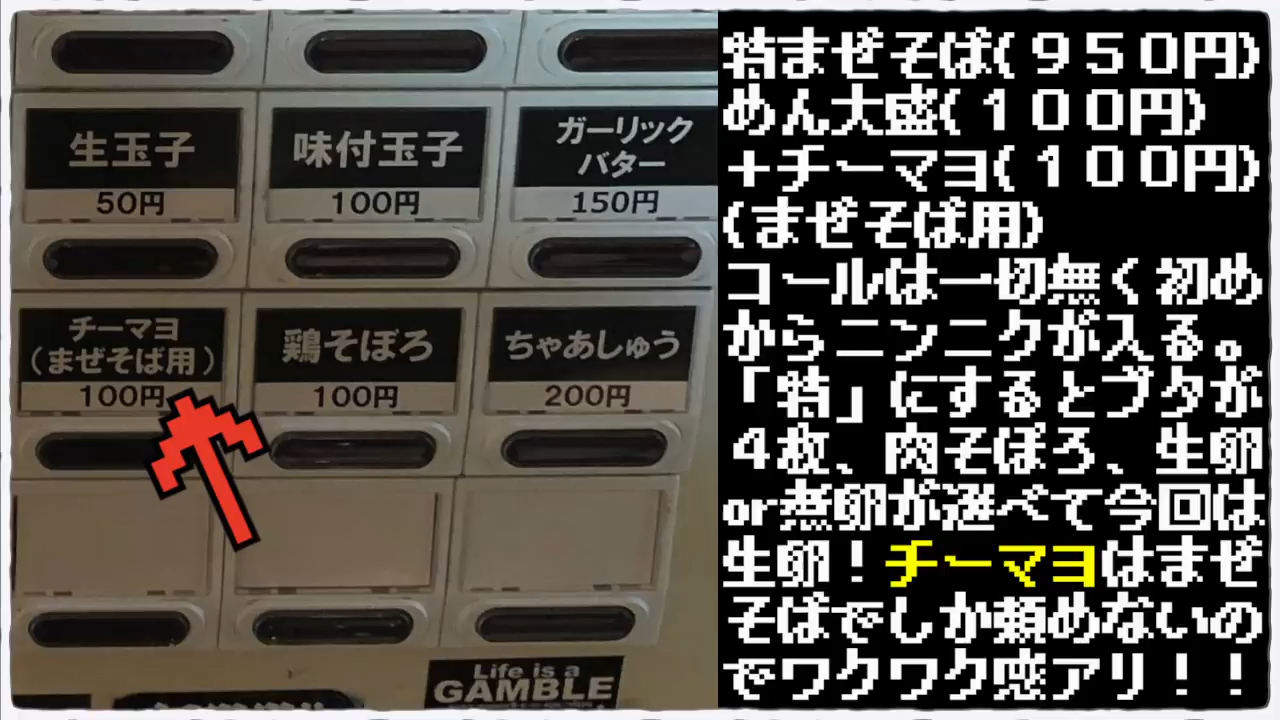 生玉子
50円
味付玉子
100円
ガーリック
バター
150円
チーマヨ
(まぜそば用)
100円
鶏そぼろ
100円
ちゃあしゅう
200円
Life is a
GAMBLE
特まぜそば(950円)
めん大盛(100円)
+チーマヨ(100円)
(まぜそば用)
コールは一切無く初め
からニンニクが入る。
「特」にするとブタが
4枚、肉そぼろ、生卵
or煮卵が選べて今回は
生卵!チーマヨはまぜ
そばでしか頼めないの
でワクワク感アリ!!